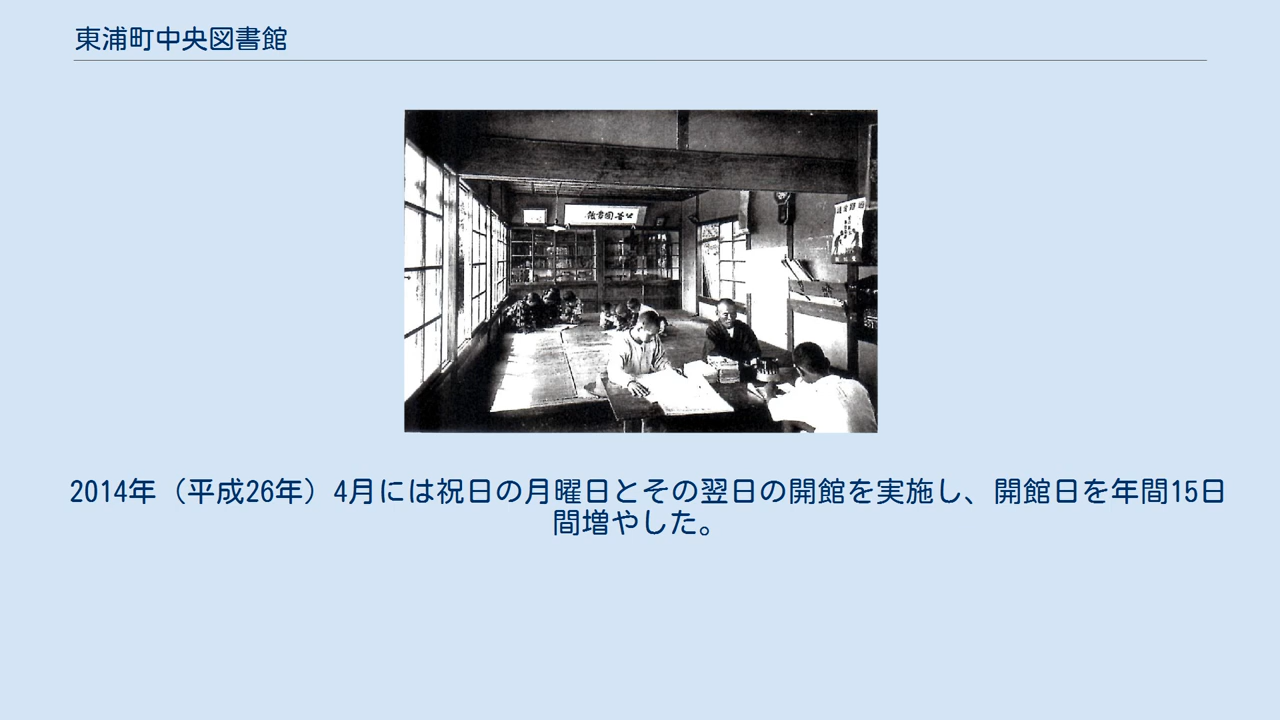 東浦町中央図書館
2014年（平成26年）4月には祝日の月曜日とその翌日の開館を実施し、開館日を年間15日
間増やした。